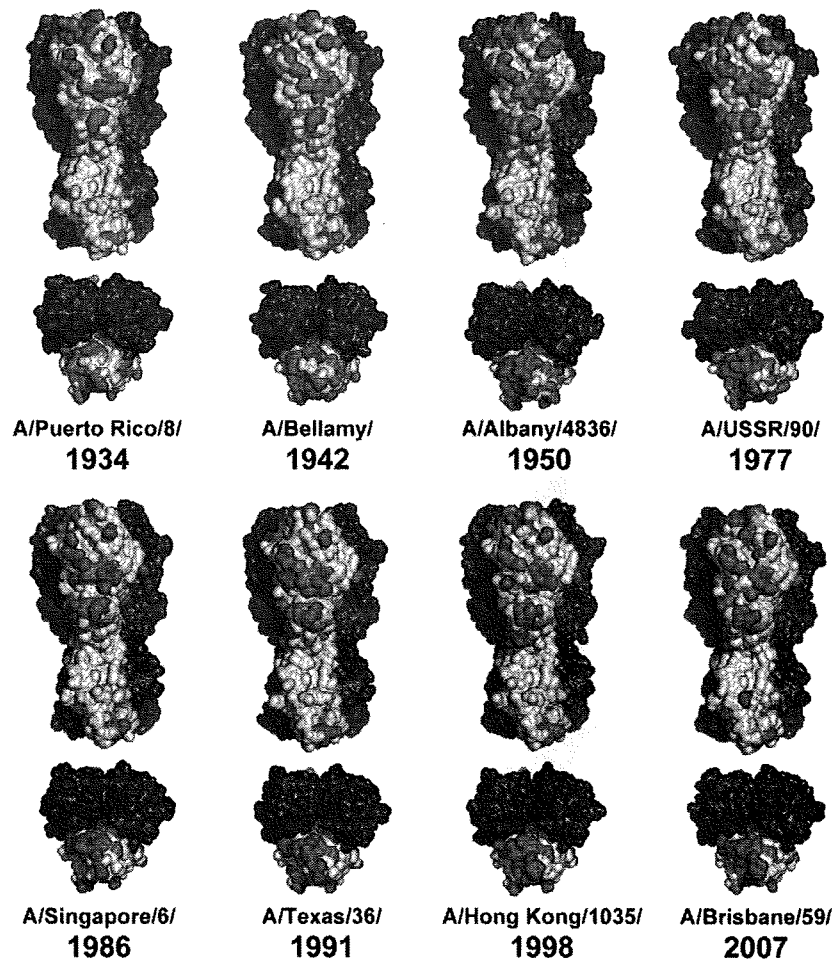 A/Puerto Rico/8/
1934
A/Bellamy/
1942
A/Albany/4836/
1950
A/USSR/90/
1977
A/Singapore/6/
1986
A/Texas/36/
1991
A/Hong Kong/1035/
1998
A/Brisbane/59/
2007